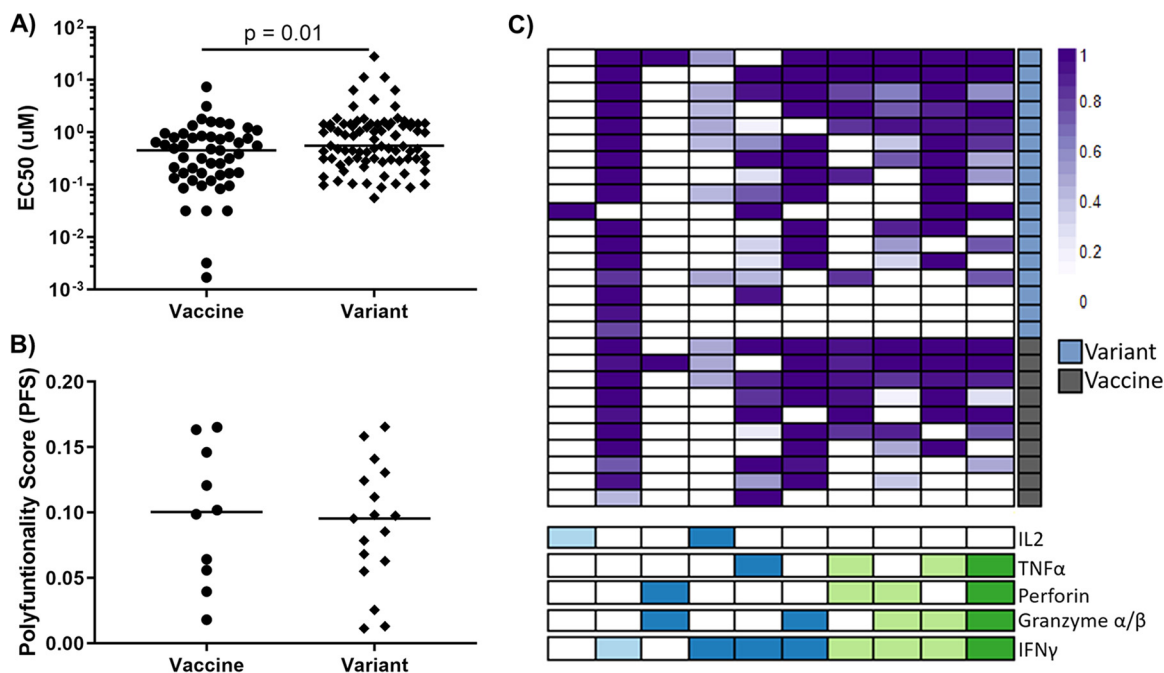 A)
10²
10¹
10⁰
10⁻¹
10⁻²
10⁻³
EC50 (uM)
p = 0.01
Vaccine Variant
B)
0.20
0.15
0.10
0.05
0.00
Polyfuntionality Score (PFS)
Vaccine Variant
C)
1
0.8
0.6
0.4
0.2
0
Variant
Vaccine
IL2
TNFα
Perforin
Granzyme α/β
IFNγ